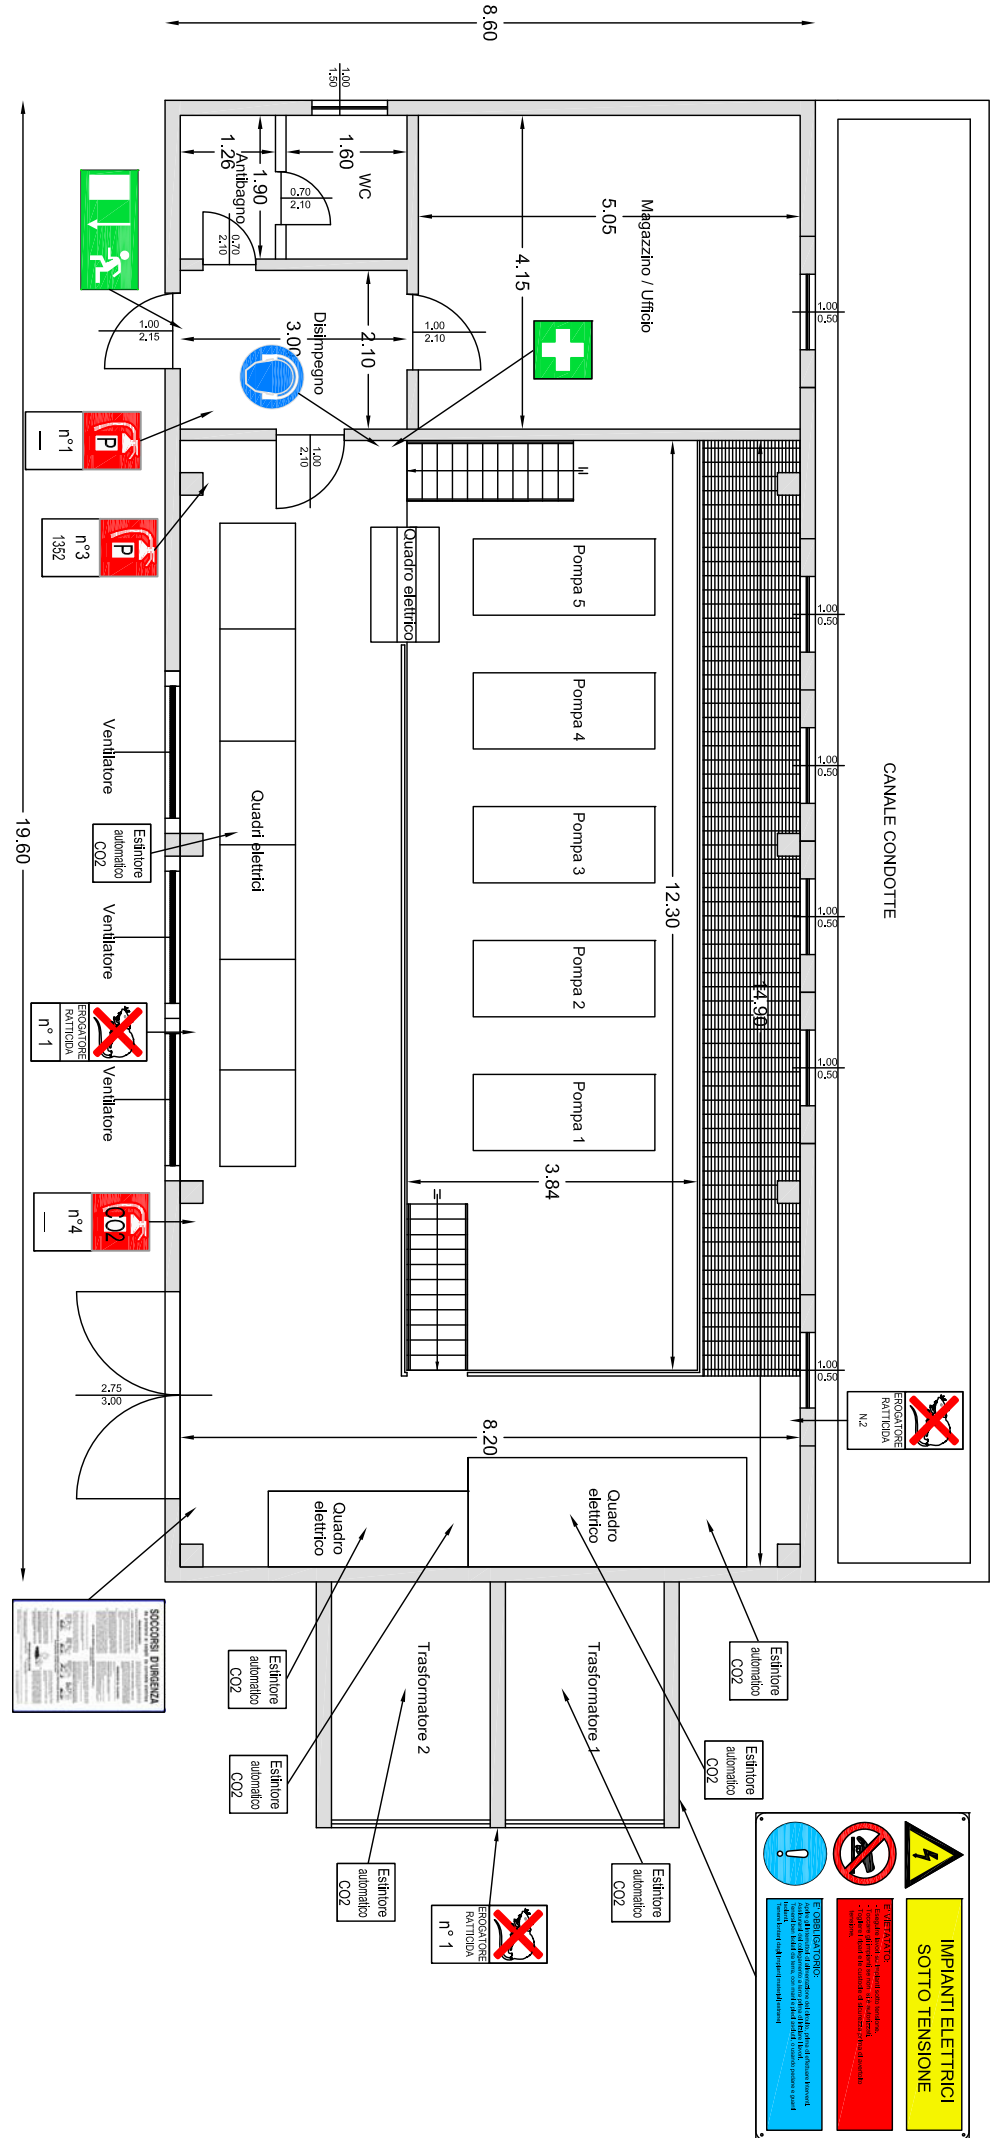 8.60
1.00
1.50
19.60
1.26
Antibagno
1.90
1.60
WC
0.70
2.10
0.70
2.10
5.05
Magazzino / Ufficio
4.15
1.00
0.50
1.00
2.15
Disimpegno
3.00
2.10
1.00
2.10
1.00
2.10
P
n°1
P
n°3
1352
Quadro elettrico
Pompa 5
Pompa 4
Pompa 3
Pompa 2
Pompa 1
12.30
14.90
3.84
8.20
1.00
0.50
1.00
0.50
1.00
0.50
1.00
0.50
1.00
0.50
CANALE CONDOTTE
Ventilatore
Ventilatore
Ventilatore
Quadri elettrici
Estintore
automatico
CO2
EROGATORE
RATTICIDA
n° 1
CO2
n°4
2.75
3.00
EROGATORE
RATTICIDA
N.2
Quadro
elettrico
Quadro
elettrico
SOCCORSI D'URGENZA
Trasformatore 1
Trasformatore 2
Estintore
automatico
CO2
Estintore
automatico
CO2
Estintore
automatico
CO2
Estintore
automatico
CO2
Estintore
automatico
CO2
Estintore
automatico
CO2
EROGATORE
RATTICIDA
n° 1
IMPIANTI ELETTRICI
SOTTO TENSIONE
E' VIETATO:
E' OBBLIGATORIO: